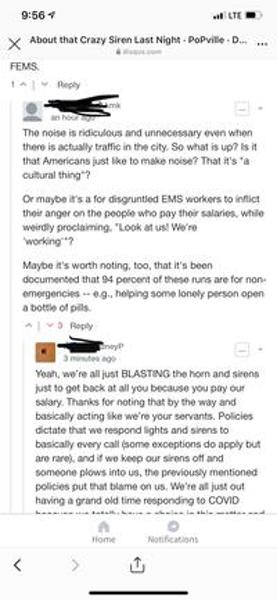 9:56
LTE
About that Crazy Siren Last Night - PoPville - D...
disqus.com
FEMS.
1 Reply
mk
an hour ago
The noise is ridiculous and unnecessary even when
there is actually traffic in the city. So what is up? Is it
that Americans just like to make noise? That it's "a
cultural thing"?
Or maybe it's a for disgruntled EMS workers to inflict
their anger on the people who pay their salaries, while
weirdly proclaiming, "Look at us! We're
'working'"?
Maybe it's worth noting, too, that it's been
documented that 94 percent of these runs are for non-
emergencies -- e.g., helping some lonely person open
a bottle of pills.
3 Reply
neyP
3 minutes ago
Yeah, we're all just BLASTING the horn and sirens
just to get back at all you because you pay our
salary. Thanks for noting that by the way and
basically acting like we're your servants. Policies
dictate that we respond lights and sirens to
basically every call (some exceptions do apply but
are rare), and if we keep our sirens off and
someone plows into us, the previously mentioned
policies put that blame on us. We're all just out
having a grand old time responding to COVID
Home Notifications